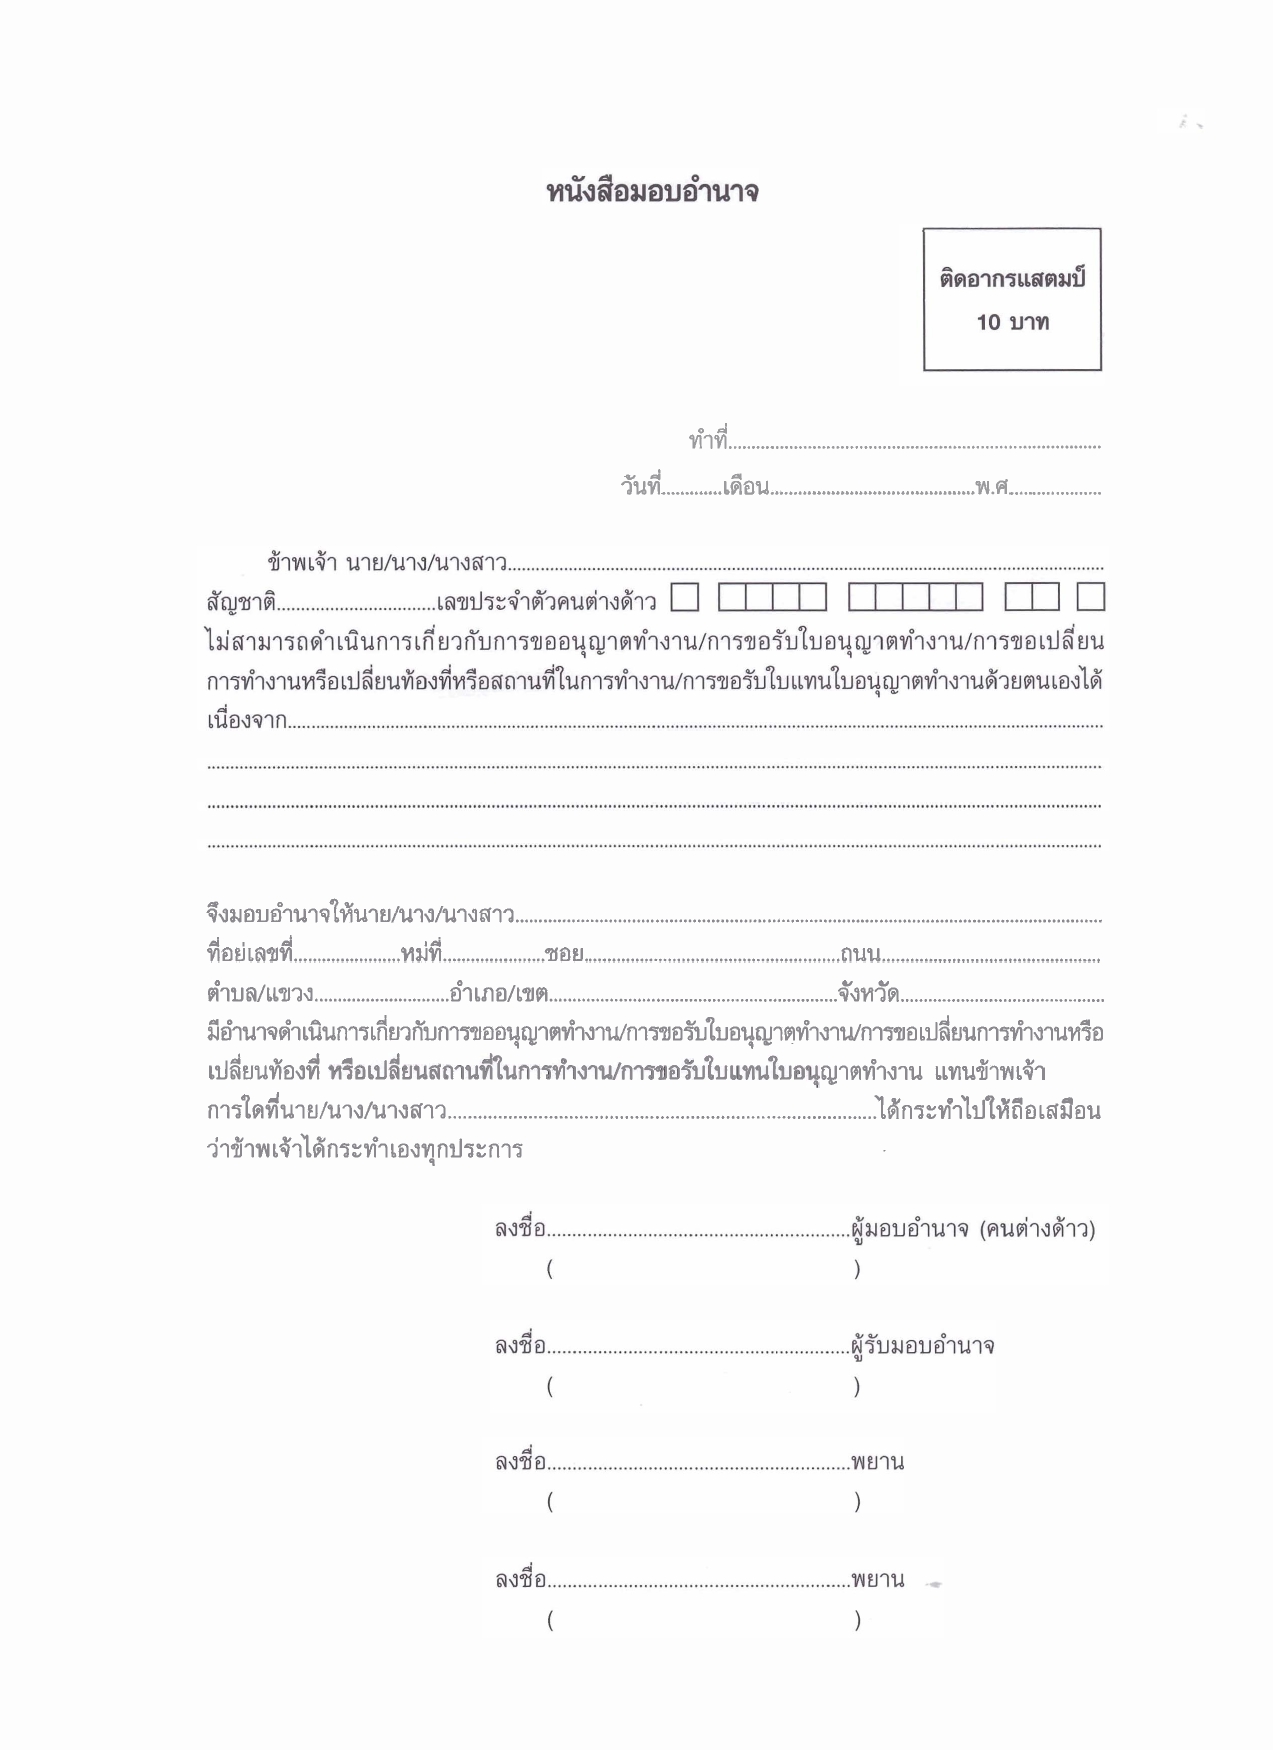 หนังสือมอบอำนาจ
ติดอากรแสตมป์
10 บาท
ทำที่........................................
วันที่.............เดือน.............................................พ.ศ....................
ข้าพเจ้า นาย/นาง/นางสาว........................................
สัญชาติ..................................เลขประจำตัวคนต่างด้าว
ไม่สามารถดำเนินการเกี่ยวกับการขออนุญาตทำงาน/การขอรับใบอนุญาตทำงาน/การขอเปลี่ยน
การทำงานหรือเปลี่ยนท้องที่หรือสถานที่ในการทำงาน/การขอรับใบแทนใบอนุญาตทำงานด้วยตนเองได้
เนื่องจาก........................................
จึงมอบอำนาจให้นาย/นาง/นางสาว........................................
ที่อยู่เลขที่.......................หมู่ที่......................ซอย........................................ถนน........................................
ตำบล/แขวง.............................อำเภอ/เขต........................................จังหวัด........................................
มีอำนาจดำเนินการเกี่ยวกับการขออนุญาตทำงาน/การขอรับใบอนุญาตทำงาน/การขอเปลี่ยนการทำงานหรือ
เปลี่ยนท้องที่ หรือเปลี่ยนสถานที่ในการทำงาน/การขอรับใบแทนใบอนุญาตทำงาน แทนข้าพเจ้า
การใดที่นาย/นาง/นางสาว........................................ได้กระทำไปให้ถือเสมือน
ว่าข้าพเจ้าได้กระทำเองทุกประการ
ลงชื่อ........................................ผู้มอบอำนาจ (คนต่างด้าว)
( )
ลงชื่อ........................................ผู้รับมอบอำนาจ
( )
ลงชื่อ........................................พยาน
( )
ลงชื่อ........................................พยาน
( )